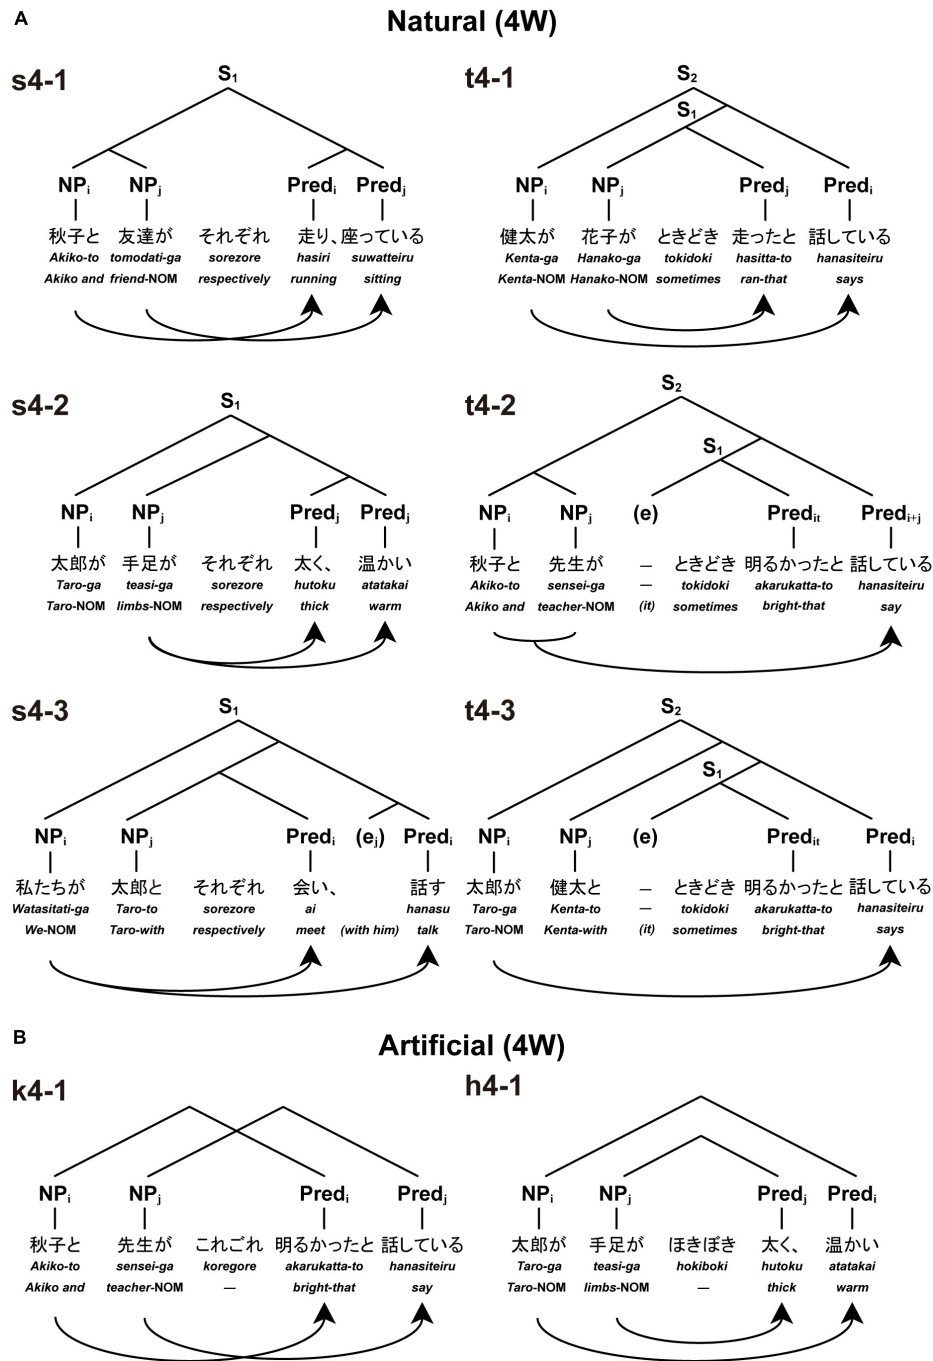 A
Natural (4W)
s4-1
S1
NPi NPj Predi Predj
秋子と 友達が それぞれ 走り、座っている
Akiko-to tomodati-ga sorezore hasiri suwatteiru
Akiko and friend-NOM respectively running sitting
t4-1
S2
S1
NPi NPj Predj Predi
健太が 花子が ときどき 走ったと 話している
Kenta-ga Hanako-ga tokidoki hasitta-to hanasiteiru
Kenta-NOM Hanako-NOM sometimes ran-that says
s4-2
S1
NPi NPj Predj Predj
太郎が 手足が それぞれ 太く、 温かい
Taro-ga teasi-ga sorezore hutoku atatakai
Taro-NOM limbs-NOM respectively thick warm
t4-2
S2
S1
NPi NPj (e) Predit Predi+j
秋子と 先生が – ときどき 明るかったと 話している
Akiko-to sensei-ga – tokidoki akarukatta-to hanasiteiru
Akiko and teacher-NOM (it) sometimes bright-that say
s4-3
S1
NPi NPj Predi (ej) Predi
私たちが 太郎と それぞれ 会い、 話す
Watasitati-ga Taro-to sorezore ai hanasu
We-NOM Taro-with respectively meet (with him) talk
t4-3
S2
S1
NPi NPj (e) Predit Predi
太郎が 健太と – ときどき 明るかったと 話している
Taro-ga Kenta-to – tokidoki akarukatta-to hanasiteiru
Taro-NOM Kenta-with (it) sometimes bright-that says
B
Artificial (4W)
k4-1
NPi NPj Predi Predj
秋子と 先生が これごれ 明るかったと 話している
Akiko-to sensei-ga koregore akarukatta-to hanasiteiru
Akiko and teacher-NOM — bright-that say
h4-1
NPi NPj Predj Predi
太郎が 手足が ほきぼき 太く、 温かい
Taro-ga teasi-ga hokiboki hutoku atatakai
Taro-NOM limbs-NOM — thick warm